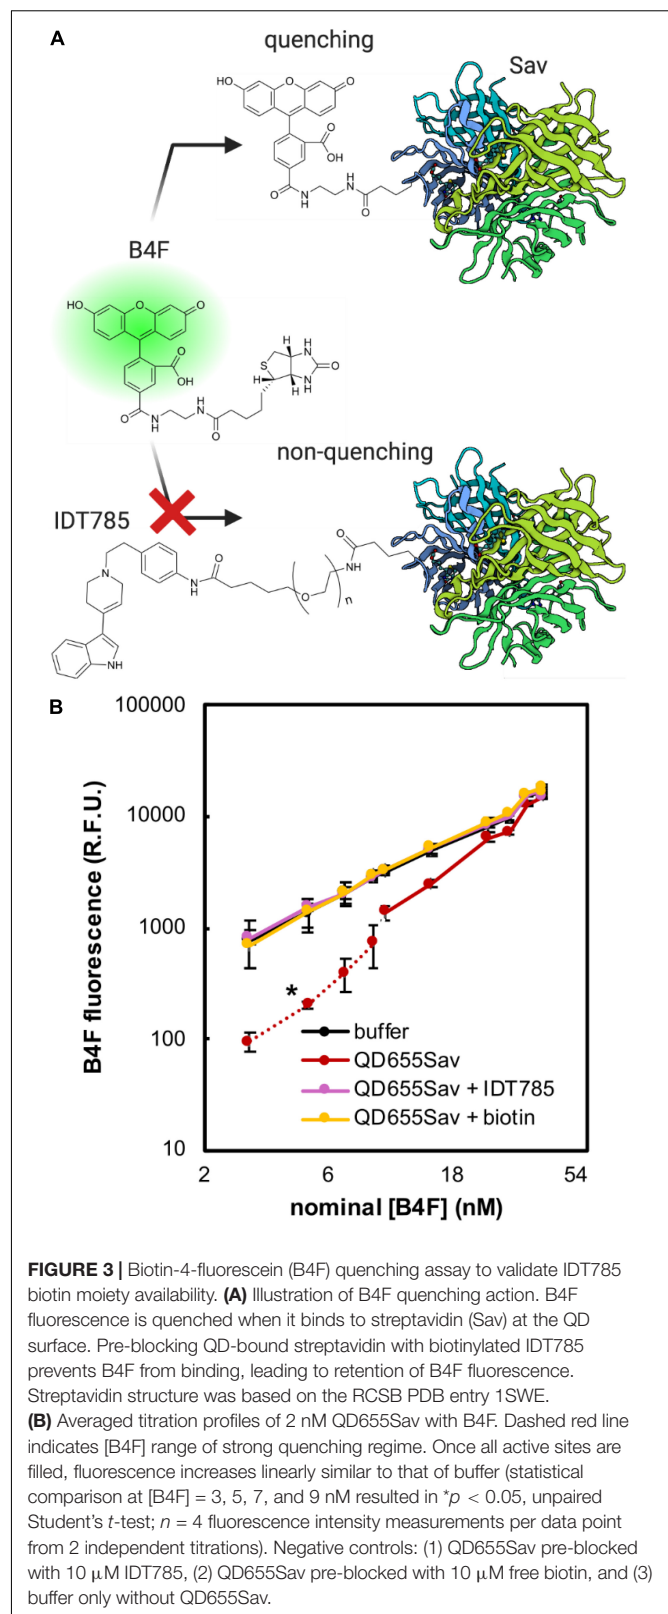 A
quenching
Sav
HO
O
O
O
OH
O
N
H
H
N
O
B4F
HO
O
O
O
OH
O
N
H
H
N
O
S
H
H
H
N
N
H
O
non-quenching
IDT785
N
NH
O
N
H
O
n
NH
O
B
100000
10000
1000
100
10
B4F fluorescence (R.F.U.)
*
buffer
QD655Sav
QD655Sav + IDT785
QD655Sav + biotin
2 6 18 54
nominal [B4F] (nM)
FIGURE 3 | Biotin-4-fluorescein (B4F) quenching assay to validate IDT785
biotin moiety availability. (A) Illustration of B4F quenching action. B4F
fluorescence is quenched when it binds to streptavidin (Sav) at the QD
surface. Pre-blocking QD-bound streptavidin with biotinylated IDT785
prevents B4F from binding, leading to retention of B4F fluorescence.
Streptavidin structure was based on the RCSB PDB entry 1SWE.
(B) Averaged titration profiles of 2 nM QD655Sav with B4F. Dashed red line
indicates [B4F] range of strong quenching regime. Once all active sites are
filled, fluorescence increases linearly similar to that of buffer (statistical
comparison at [B4F] = 3, 5, 7, and 9 nM resulted in *p < 0.05, unpaired
Student's t-test; n = 4 fluorescence intensity measurements per data point
from 2 independent titrations). Negative controls: (1) QD655Sav pre-blocked
with 10 μM IDT785, (2) QD655Sav pre-blocked with 10 μM free biotin, and (3)
buffer only without QD655Sav.